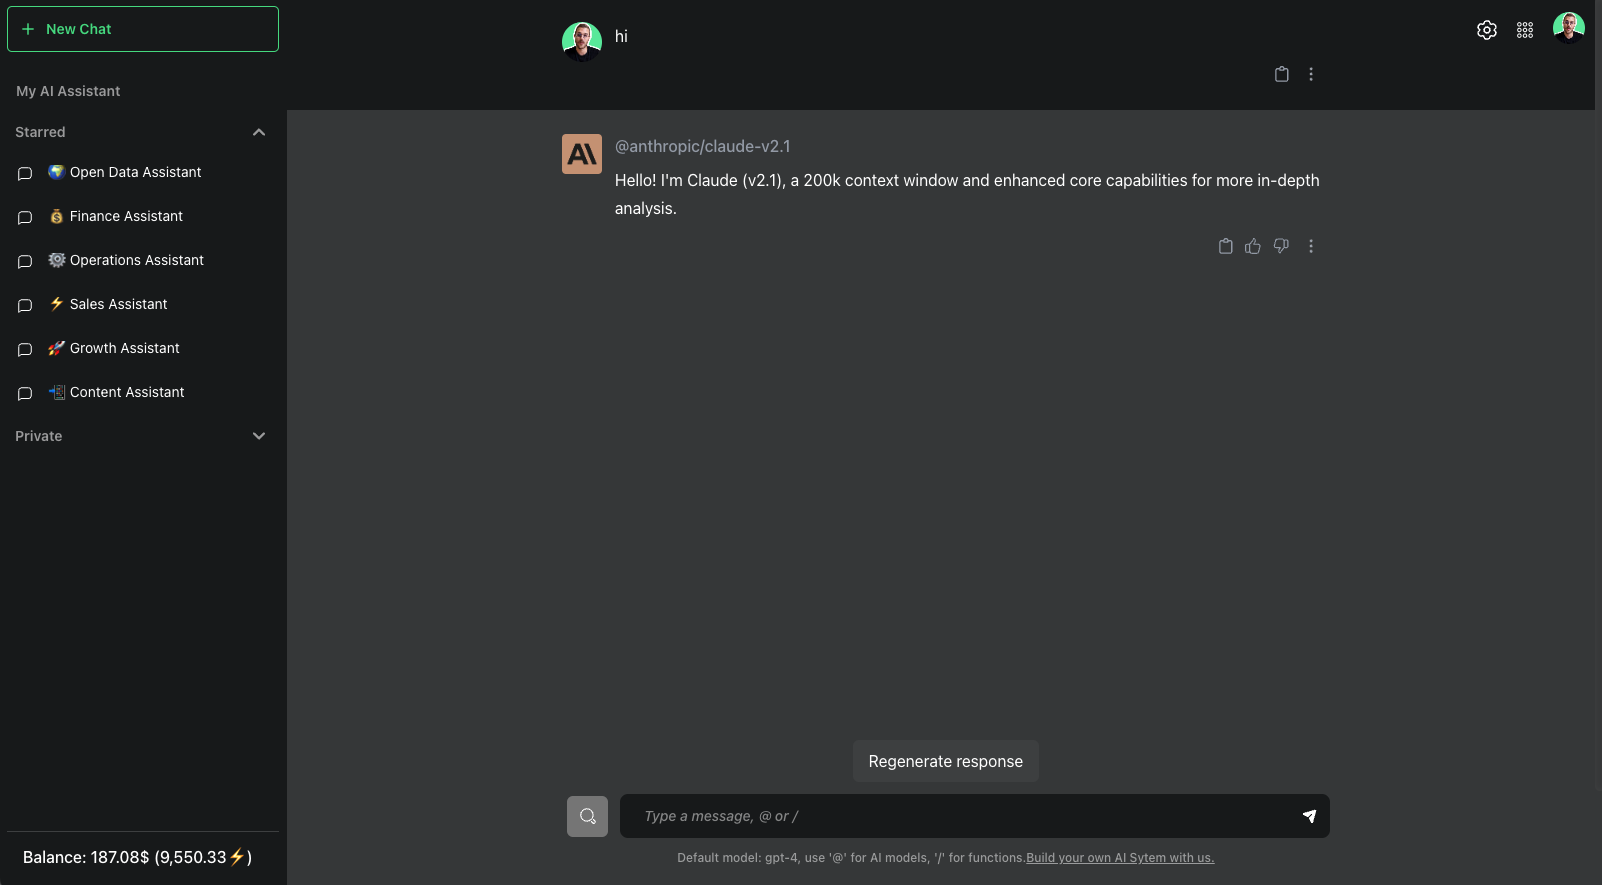 New Chat
My AI Assistant
Starred
🌍 Open Data Assistant
💰 Finance Assistant
⚙️ Operations Assistant
⚡ Sales Assistant
🚀 Growth Assistant
📲 Content Assistant
Private
Balance: 187.08$ (9,550.33⚡)
hi
@anthropic/claude-v2.1
Hello! I'm Claude (v2.1), a 200k context window and enhanced core capabilities for more in-depth
analysis.
Regenerate response
Type a message, @ or /
Default model: gpt-4, use '@' for AI models, '/' for functions.Build your own AI Sytem with us.